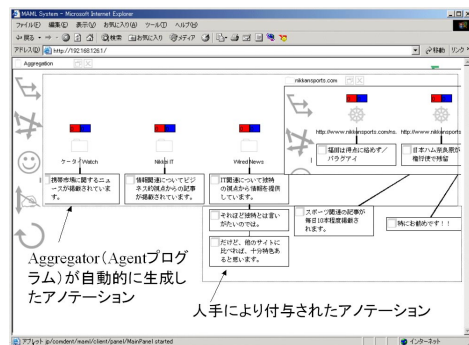 MAML System - Microsoft Internet Explorer
ファイル(F) 編集(E) 表示(V) お気に入り(A) ツール(T) ヘルプ(H)
戻る 検索 お気に入り メディア
アドレス(D) http://192.168.126.1/ 移動 リンク
Aggregation
nikkansports.com
ケータイWatch
Nikkei IT
Wired News
http://www.nikkansports.com/ns.
http://www.nikkansports
携帯市場に関するニュ
ースが掲載されていま
す。
情報関連についてビジ
ネス的視点からの記事
が掲載されています。
IT関連について独特
の視点から情報を提供
しています。
福田は得点に絡めず/
パラグアイ
日本ハム奈良原が
権行使で残留
それほど独特とは言い
がたいのでは。
だけど、他のサイトに
比べれば、十分特色あ
ると思います。
スポーツ関連の記事が
毎日10本程度掲載さ
れます。
特にお勧めです!!
Aggregator(Agentプログ
ラム)が自動的に生成し
たアノテーション
人手により付与されたアノテーション
アプレット jp/comdent/maml/client/panel/MainPanel started
インターネット